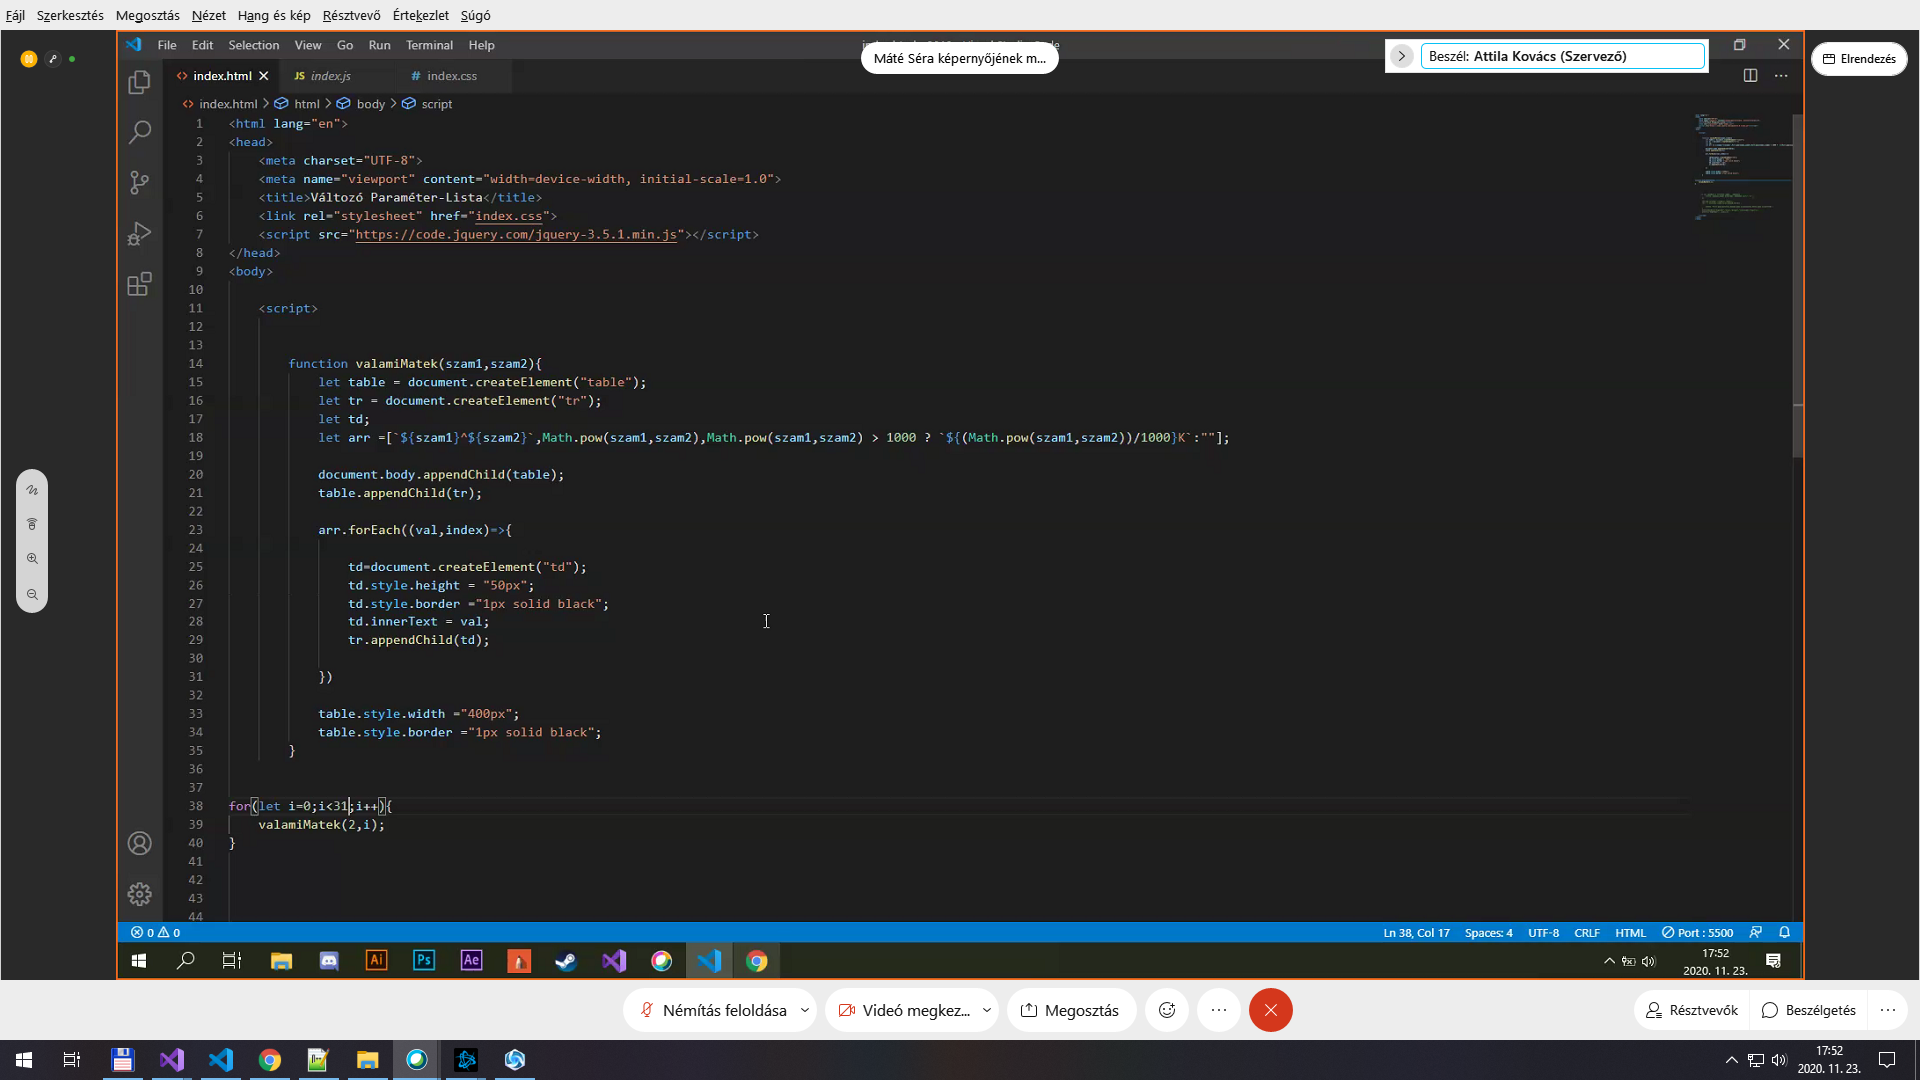 Fájl Szerkesztés Megosztás Nézet Hang és kép Résztvevő Értekezlet Súgó
File Edit Selection View Go Run Terminal Help
Máté Séra képernyőjének m...
Beszél: Attila Kovács (Szervező)
Elrendezés
<> index.html JS index.js # index.css
<> index.html > html > body > script
1 <html lang="en">
2 <head>
3 <meta charset="UTF-8">
4 <meta name="viewport" content="width=device-width, initial-scale=1.0">
5 <title>Változó Paraméter-Lista</title>
6 <link rel="stylesheet" href="index.css">
7 <script src="https://code.jquery.com/jquery-3.5.1.min.js"></script>
8 </head>
9 <body>
10
11 <script>
12
13
14 function valamiMatek(szam1,szam2){
15 let table = document.createElement("table");
16 let tr = document.createElement("tr");
17 let td;
18 let arr =[`${szam1}^${szam2}`,Math.pow(szam1,szam2),Math.pow(szam1,szam2) > 1000 ? `${(Math.pow(szam1,szam2))/1000}K`:""];
19
20 document.body.appendChild(table);
21 table.appendChild(tr);
22
23 arr.forEach((val,index)=>{
24
25 td=document.createElement("td");
26 td.style.height = "50px";
27 td.style.border ="1px solid black";
28 td.innerText = val;
29 tr.appendChild(td);
30
31 })
32
33 table.style.width ="400px";
34 table.style.border ="1px solid black";
35 }
36
37
38 for(let i=0;i<31;i++){
39 valamiMatek(2,i);
40 }
41
42
43
44
0 0 Ln 38, Col 17 Spaces: 4 UTF-8 CRLF HTML Port : 5500
Ai Ps Ae
17:52
2020. 11. 23.
Némítás feloldása Videó megkez... Megosztás Résztvevők Beszélgetés
17:52
2020. 11. 23.